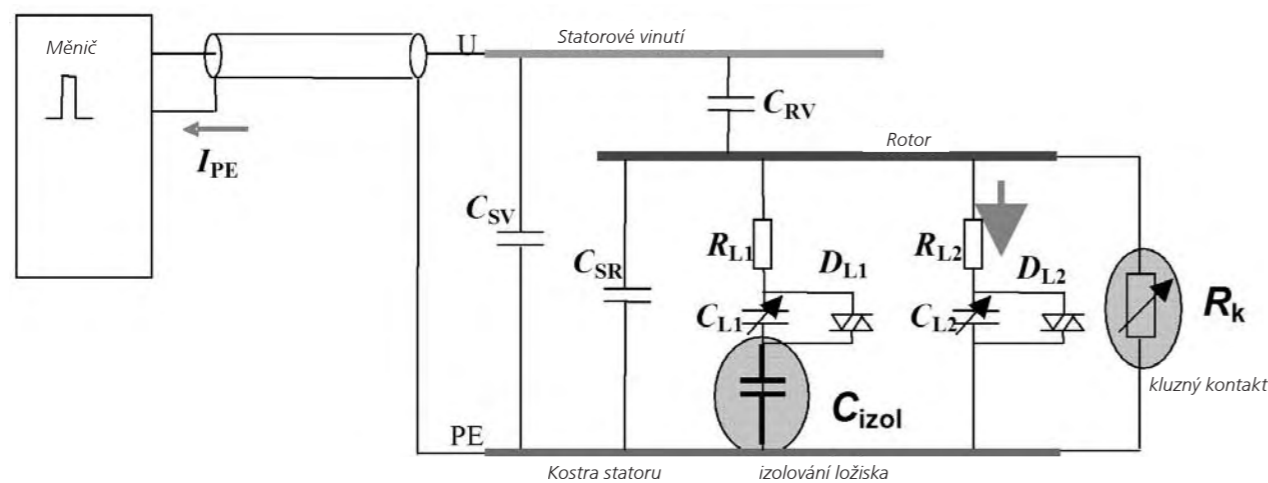 Měnič
U
Statorové vinutí
C_RV
I_PE
Rotor
C_SV
C_SR
R_L1
D_L1
R_L2
D_L2
C_L1
C_L2
R_k
kluzný kontakt
C_izol
PE
Kostra statoru
izolování ložiska